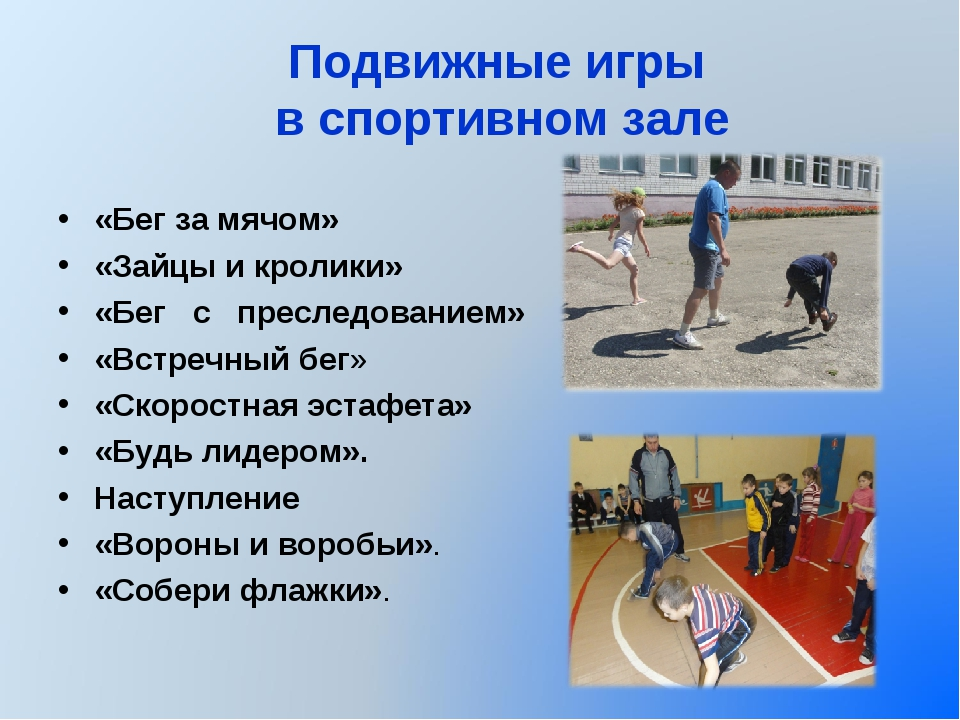 Подвижные игры
в спортивном зале
• «Бег за мячом»
• «Зайцы и кролики»
• «Бег с преследованием»
• «Встречный бег»
• «Скоростная эстафета»
• «Будь лидером».
• Наступление
• «Вороны и воробьи».
• «Собери флажки».